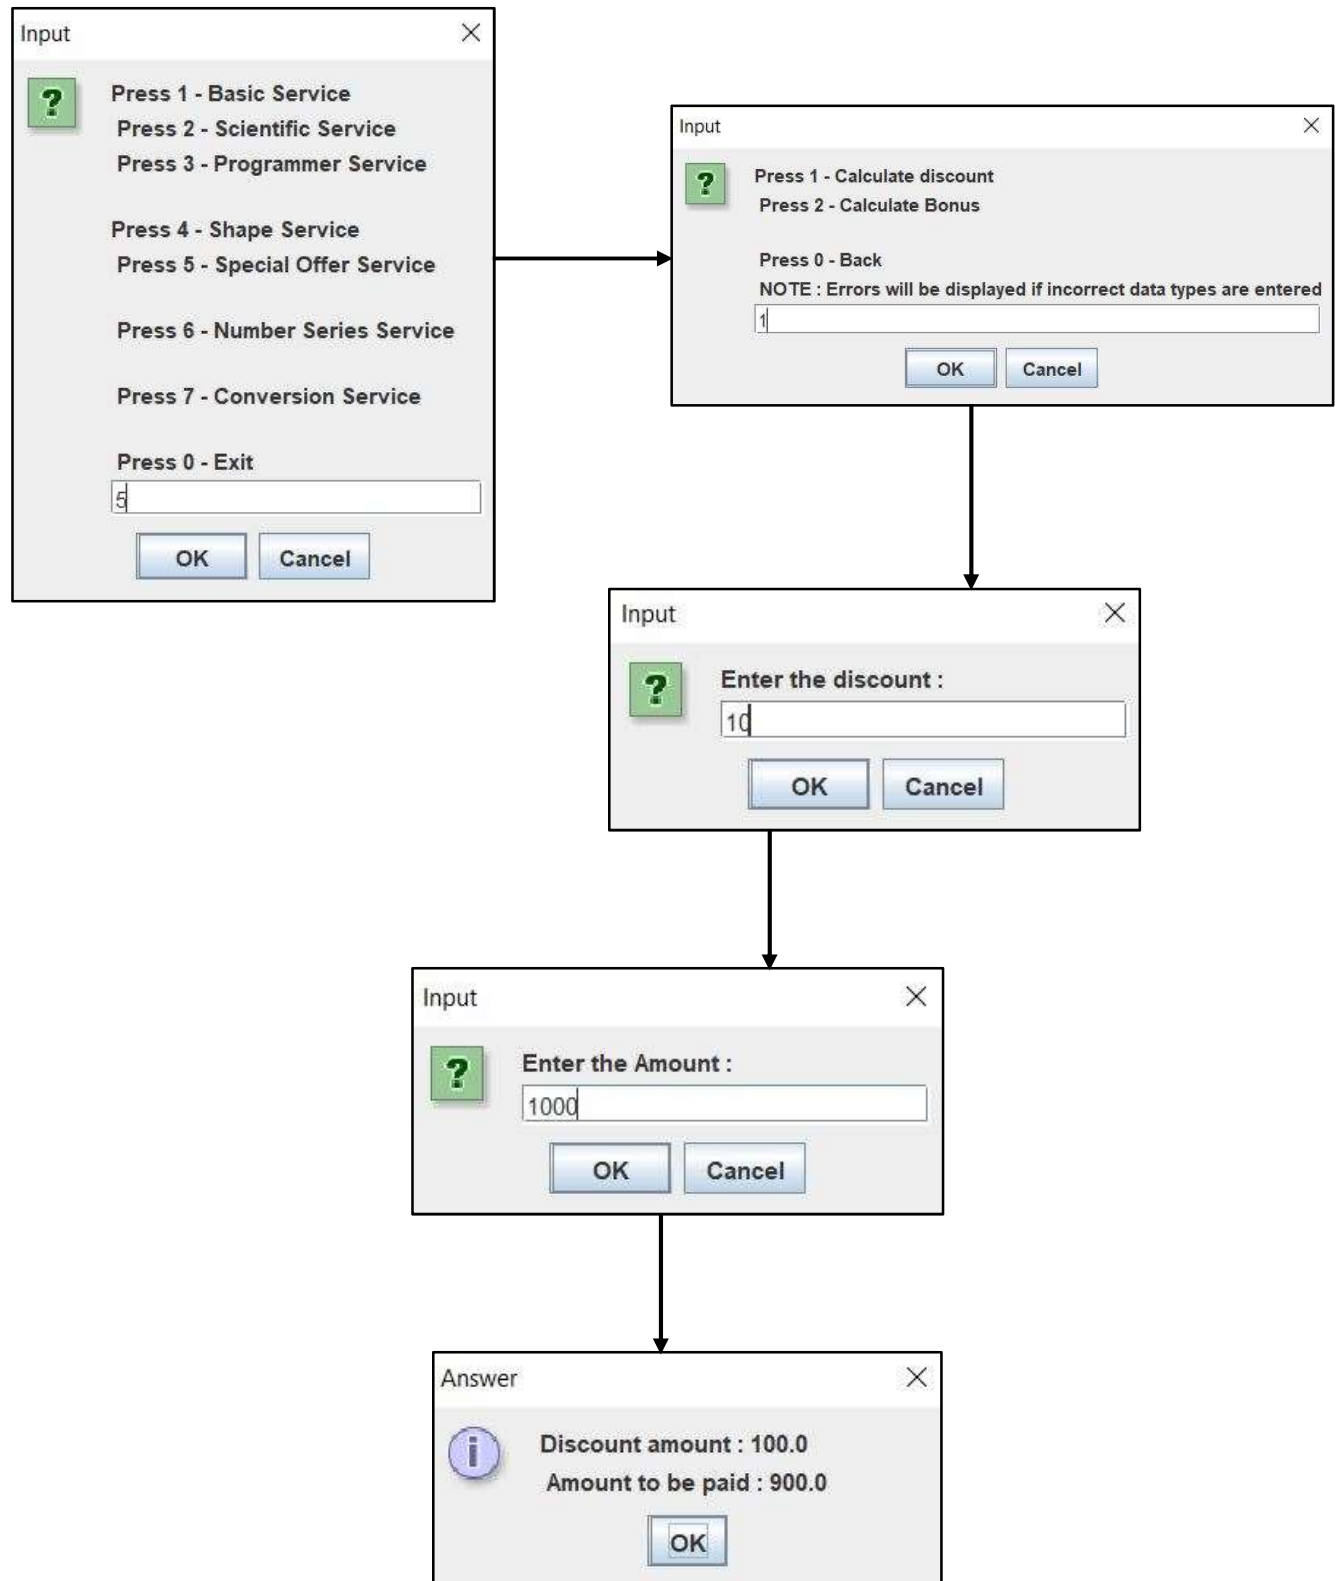 Input
Press 1 - Basic Service
Press 2 - Scientific Service
Press 3 - Programmer Service
Press 4 - Shape Service
Press 5 - Special Offer Service
Press 6 - Number Series Service
Press 7 - Conversion Service
Press 0 - Exit
5
OK Cancel
Input
Press 1 - Calculate discount
Press 2 - Calculate Bonus
Press 0 - Back
NOTE : Errors will be displayed if incorrect data types are entered
1
OK Cancel
Input
Enter the discount :
10
OK Cancel
Input
Enter the Amount :
1000
OK Cancel
Answer
Discount amount : 100.0
Amount to be paid : 900.0
OK